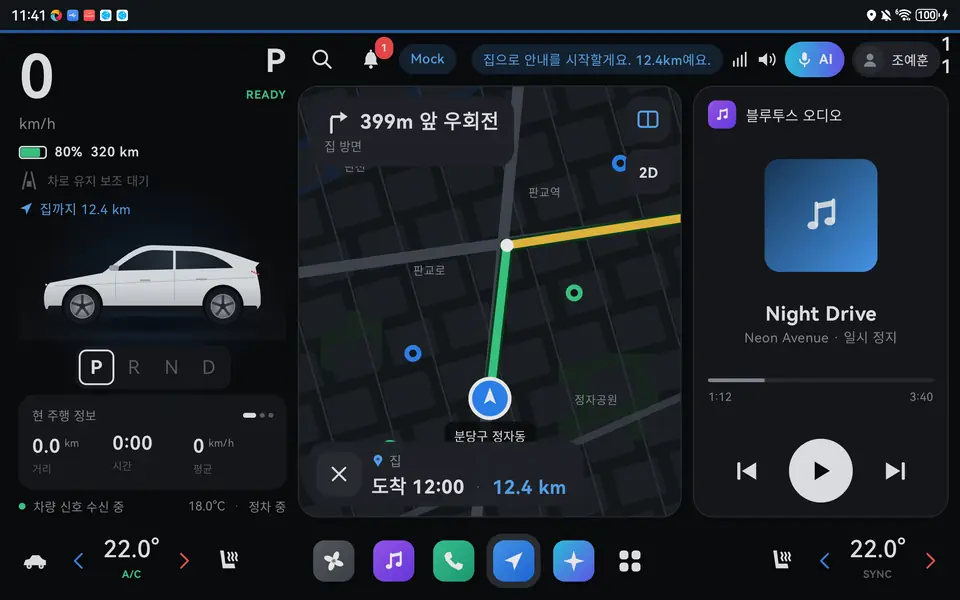 11:41
100
0
P
READY
km/h
80% 320 km
차로 유지 보조 대기
집까지 12.4 km
P R N D
현 주행 정보
0.0 km
거리
0:00
시간
0 km/h
평균
차량 신호 수신 중
18.0°C · 정차 중
1
Mock
집으로 안내를 시작할게요. 12.4km예요.
AI
조예훈
1
1
399m 앞 우회전
집 방면
2D
판교역
판교로
정자공원
분당구 정자동
집
도착 12:00 · 12.4 km
블루투스 오디오
Night Drive
Neon Avenue · 일시 정지
1:12
3:40
22.0°
A/C
22.0°
SYNC